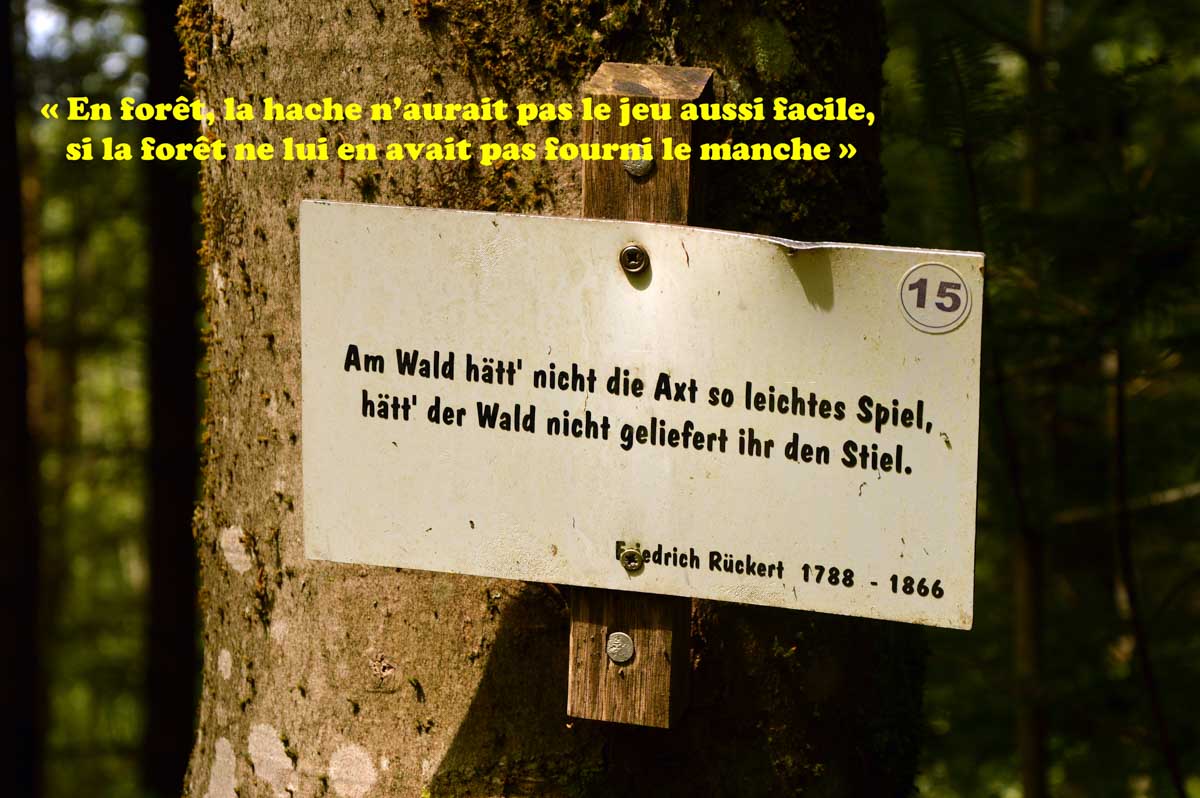 « En forêt, la hache n’aurait pas le jeu aussi facile,
si la forêt ne lui en avait pas fourni le manche »
15
Am Wald hätt' nicht die Axt so leichtes Spiel,
hätt' der Wald nicht geliefert ihr den Stiel.
Friedrich Rückert 1788 - 1866